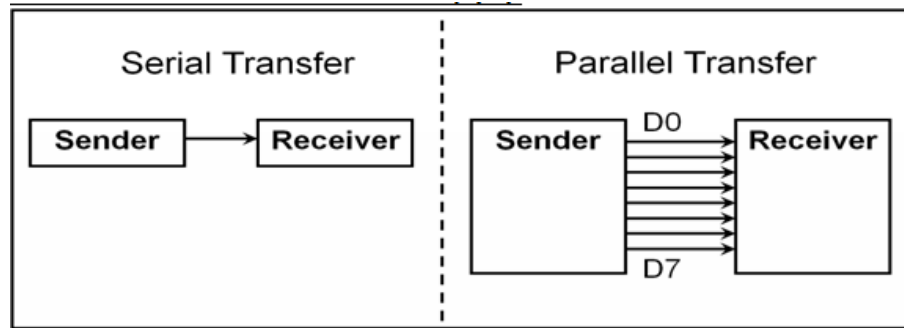 Serial Transfer
Sender
Receiver
Parallel Transfer
Sender
D0
Receiver
D7